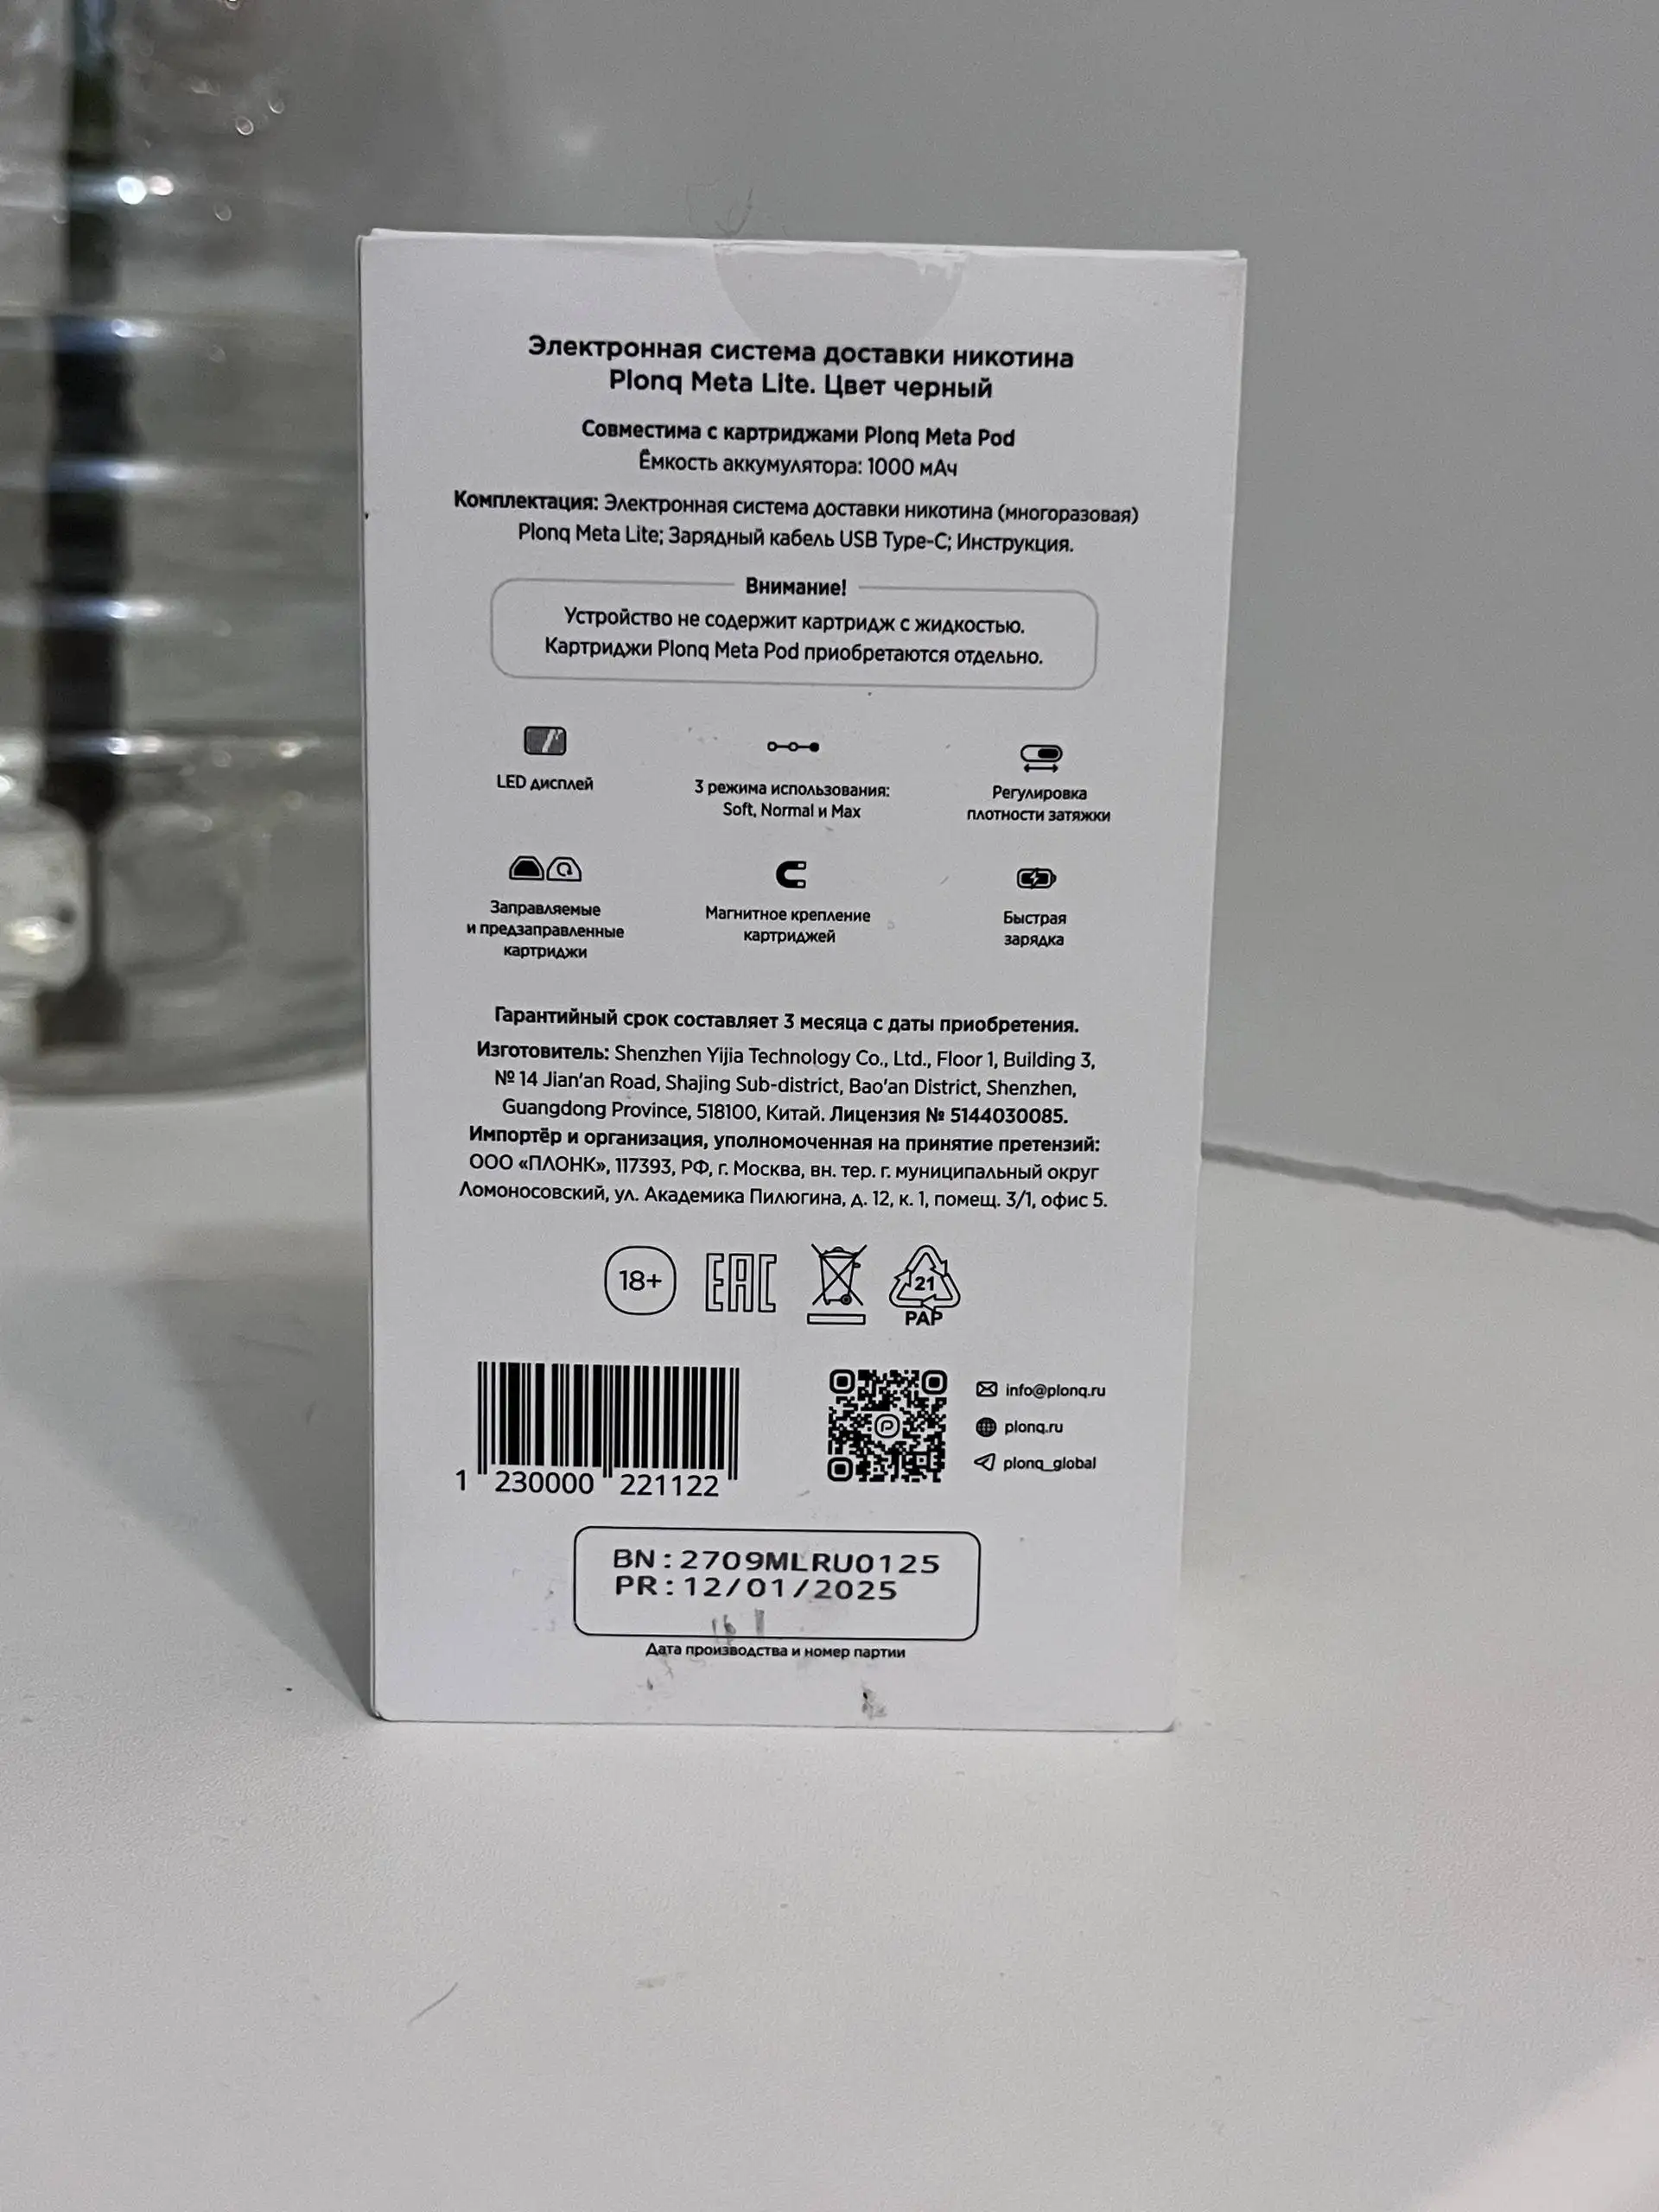 Электронная система доставки никотина
Plonq Meta Lite. Цвет черный
Совместима с картриджами Plonq Meta Pod
Ёмкость аккумулятора: 1000 мАч
Комплектация: Электронная система доставки никотина (многоразовая)
Plonq Meta Lite; Зарядный кабель USB Type-C; Инструкция.
Внимание!
Устройство не содержит картридж с жидкостью.
Картриджи Plonq Meta Pod приобретаются отдельно.
LED дисплей
3 режима использования:
Soft, Normal и Max
Регулировка
плотности затяжки
Заправляемые
и предзаправленные
картриджи
Магнитное крепление
картриджей
Быстрая
зарядка
Гарантийный срок составляет 3 месяца с даты приобретения.
Изготовитель: Shenzhen Yijia Technology Co., Ltd., Floor 1, Building 3,
№ 14 Jian'an Road, Shajing Sub-district, Bao'an District, Shenzhen,
Guangdong Province, 518100, Китай. Лицензия № 5144030085.
Импортёр и организация, уполномоченная на принятие претензий:
ООО «ПЛОНК», 117393, РФ, г. Москва, вн. тер. г. муниципальный округ
Ломоносовский, ул. Академика Пилюгина, д. 12, к. 1, помещ. 3/1, офис 5.
18+
EAC
21
PAP
1 230000 221122
info@plonq.ru
plonq.ru
plonq_global
BN:2709MLRU0125
PR:12/01/2025
Дата производства и номер партии